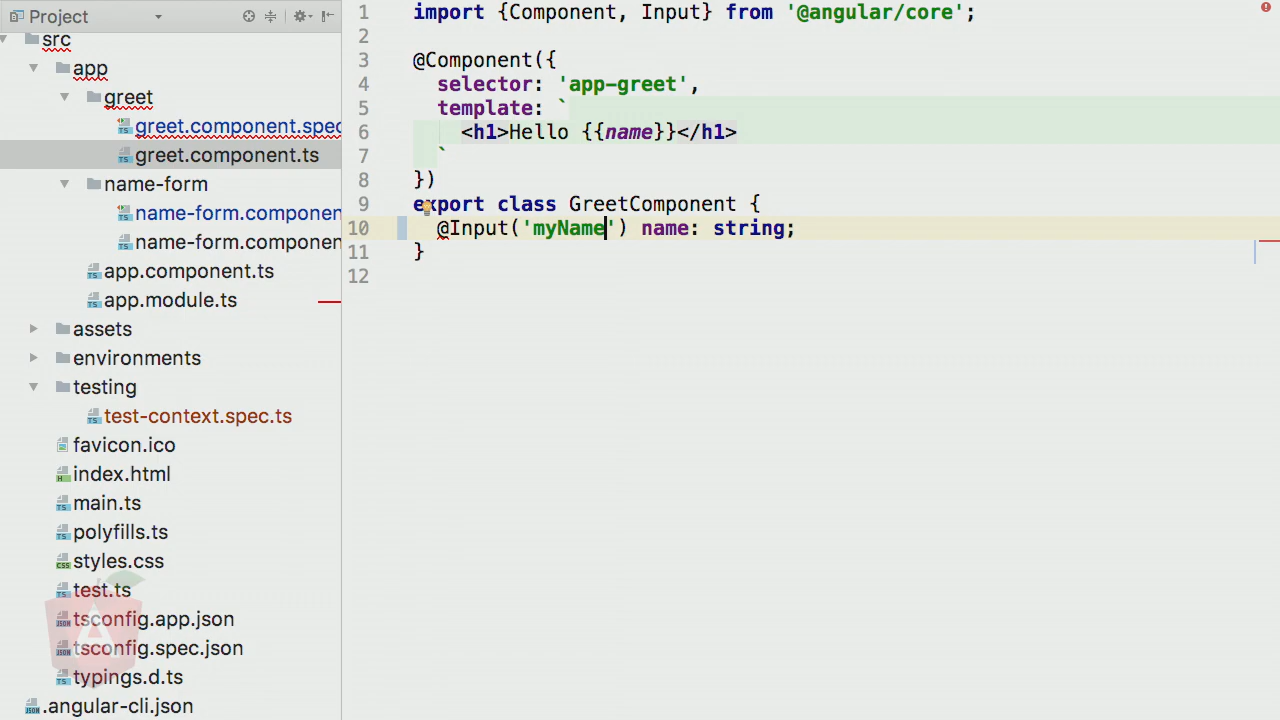 Project
src
app
greet
greet.component.spec
greet.component.ts
name-form
name-form.componen
name-form.componen
app.component.ts
app.module.ts
assets
environments
testing
test-context.spec.ts
favicon.ico
index.html
main.ts
polyfills.ts
styles.css
test.ts
tsconfig.app.json
tsconfig.spec.json
typings.d.ts
.angular-cli.json
1 import {Component, Input} from '@angular/core';
2
3 @Component({
4 selector: 'app-greet',
5 template: `
6 <h1>Hello {{name}}</h1>
7 `
8 })
9 export class GreetComponent {
10 @Input('myName') name: string;
11 }
12